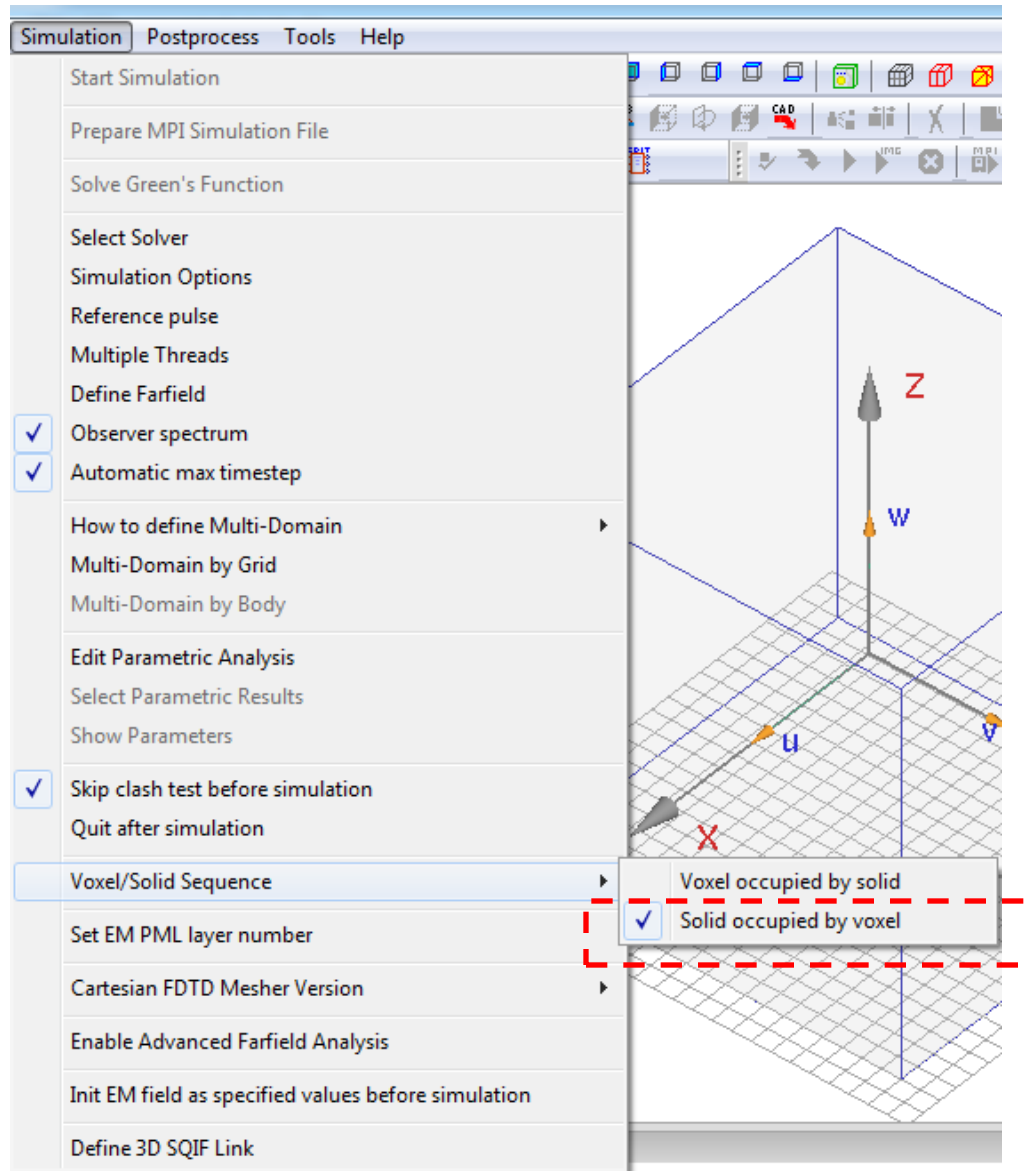 Simulation Postprocess Tools Help
Start Simulation
Prepare MPI Simulation File
Solve Green's Function
Select Solver
Simulation Options
Reference pulse
Multiple Threads
Define Farfield
Observer spectrum
Automatic max timestep
How to define Multi-Domain
Multi-Domain by Grid
Multi-Domain by Body
Edit Parametric Analysis
Select Parametric Results
Show Parameters
Skip clash test before simulation
Quit after simulation
Voxel/Solid Sequence
Set EM PML layer number
Cartesian FDTD Mesher Version
Enable Advanced Farfield Analysis
Init EM field as specified values before simulation
Define 3D SQIF Link
Voxel occupied by solid
Solid occupied by voxel
CAD
IMG
MPI
Z
w
u
v
X